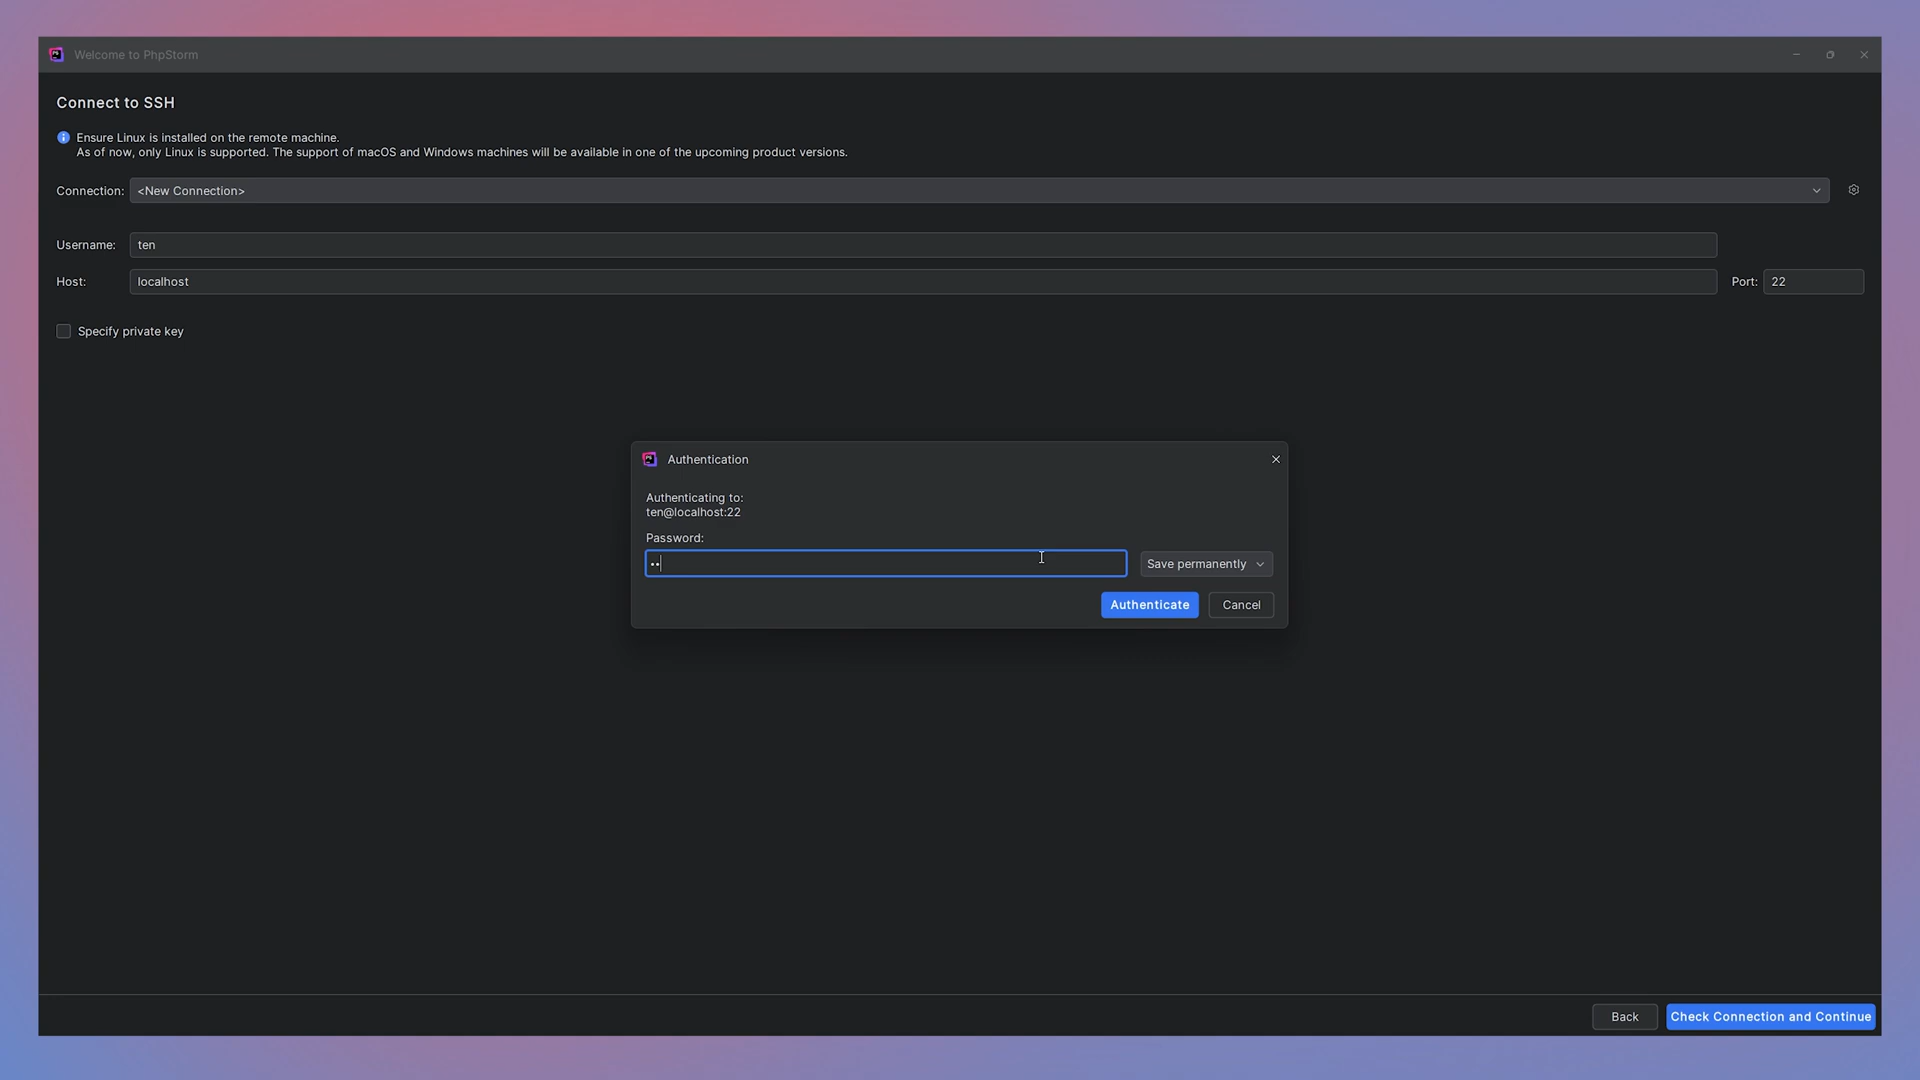 Welcome to PhpStorm
Connect to SSH
Ensure Linux is installed on the remote machine.
As of now, only Linux is supported. The support of macOS and Windows machines will be available in one of the upcoming product versions.
Connection: <New Connection>
Username: ten
Host: localhost Port: 22
Specify private key
Authentication
Authenticating to:
ten@localhost:22
Password:
•• Save permanently
Authenticate Cancel
Back Check Connection and Continue